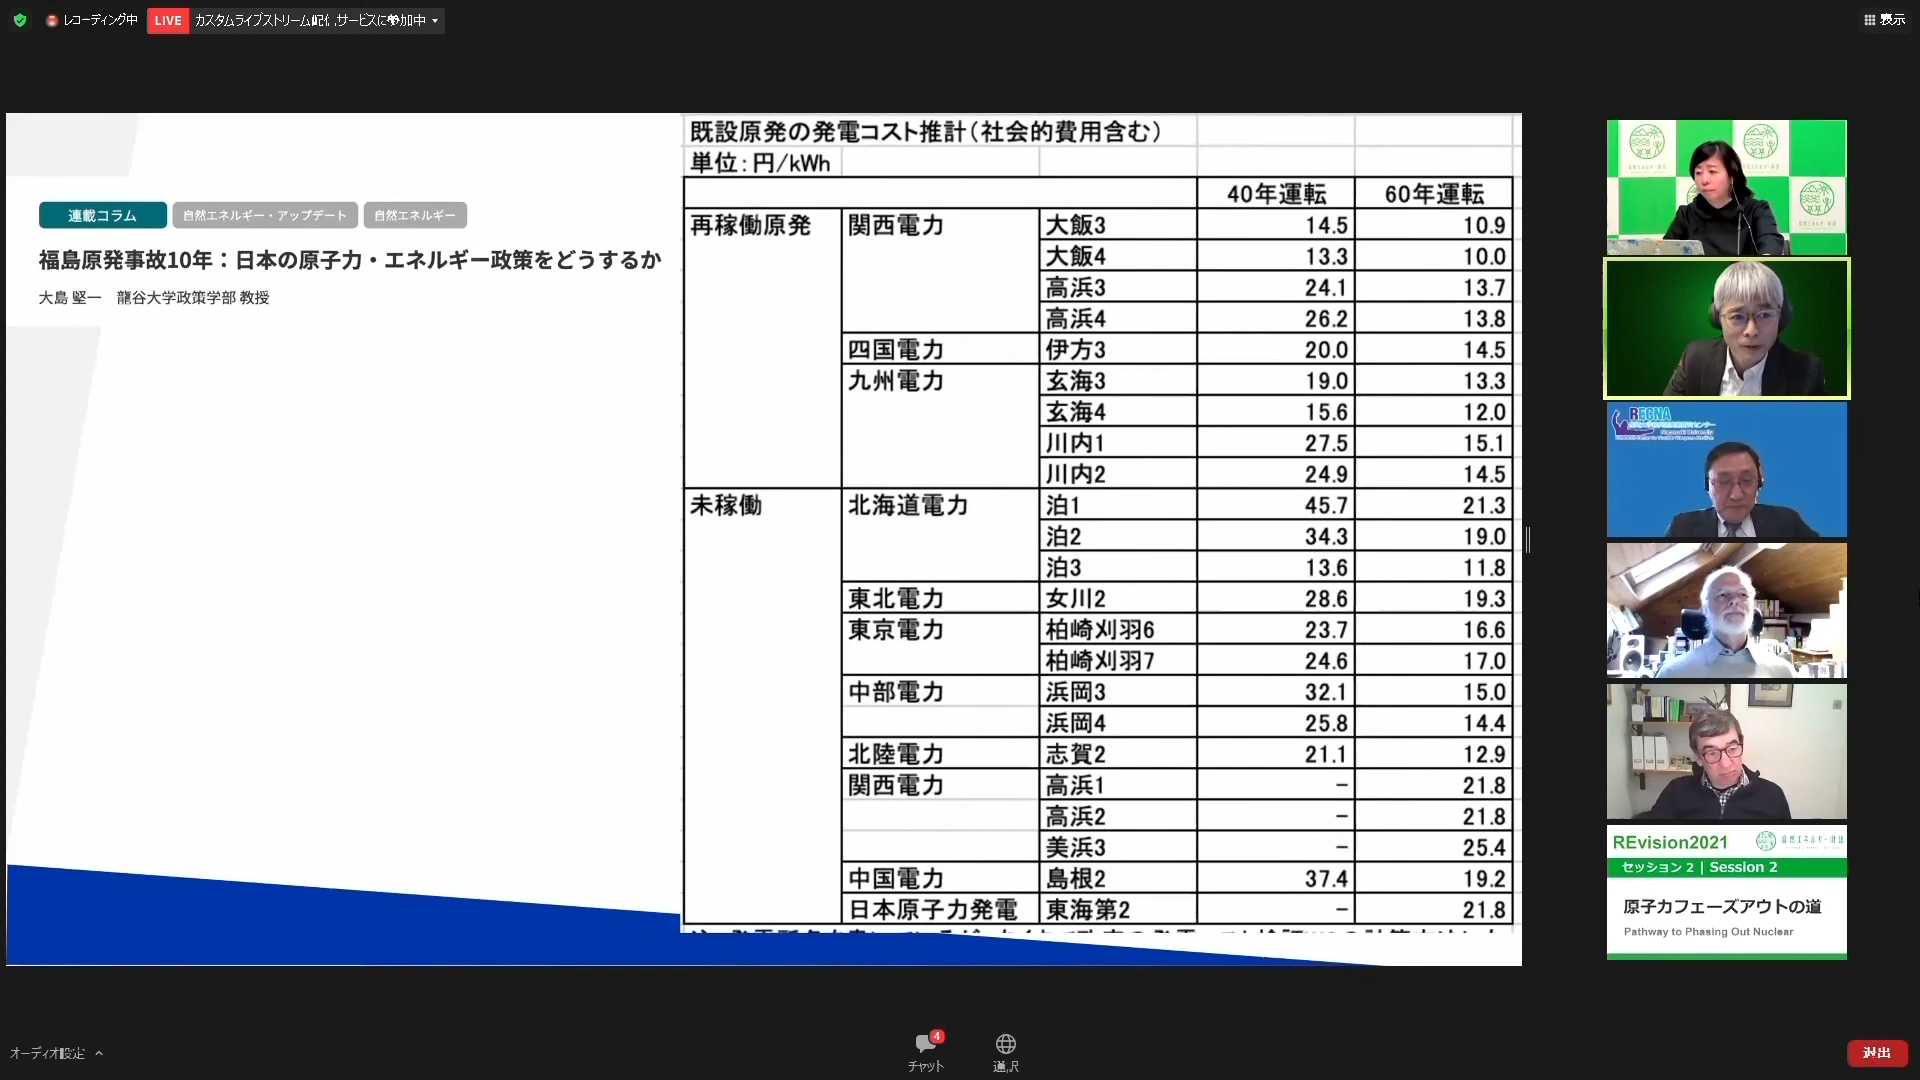 レコーディング中
LIVE カスタムライブストリーム配信サービスに参加中
表示
連載コラム 自然エネルギー・アップデート 自然エネルギー
福島原発事故10年：日本の原子力・エネルギー政策をどうするか
大島 堅一 龍谷大学政策学部 教授
既設原発の発電コスト推計（社会的費用含む）
単位：円/kWh
40年運転 60年運転
再稼働原発 関西電力 大飯3 14.5 10.9
大飯4 13.3 10.0
高浜3 24.1 13.7
高浜4 26.2 13.8
四国電力 伊方3 20.0 14.5
九州電力 玄海3 19.0 13.3
玄海4 15.6 12.0
川内1 27.5 15.1
川内2 24.9 14.5
未稼働 北海道電力 泊1 45.7 21.3
泊2 34.3 19.0
泊3 13.6 11.8
東北電力 女川2 28.6 19.3
東京電力 柏崎刈羽6 23.7 16.6
柏崎刈羽7 24.6 17.0
中部電力 浜岡3 32.1 15.0
浜岡4 25.8 14.4
北陸電力 志賀2 21.1 12.9
関西電力 高浜1 － 21.8
高浜2 － 21.8
美浜3 － 25.4
中国電力 島根2 37.4 19.2
日本原子力発電 東海第2 － 21.8
RECNA
REvision2021 自然エネルギー財団
セッション 2 | Session 2
原子力フェーズアウトの道
Pathway to Phasing Out Nuclear
オーディオ設定
4
チャット
通訳
退出